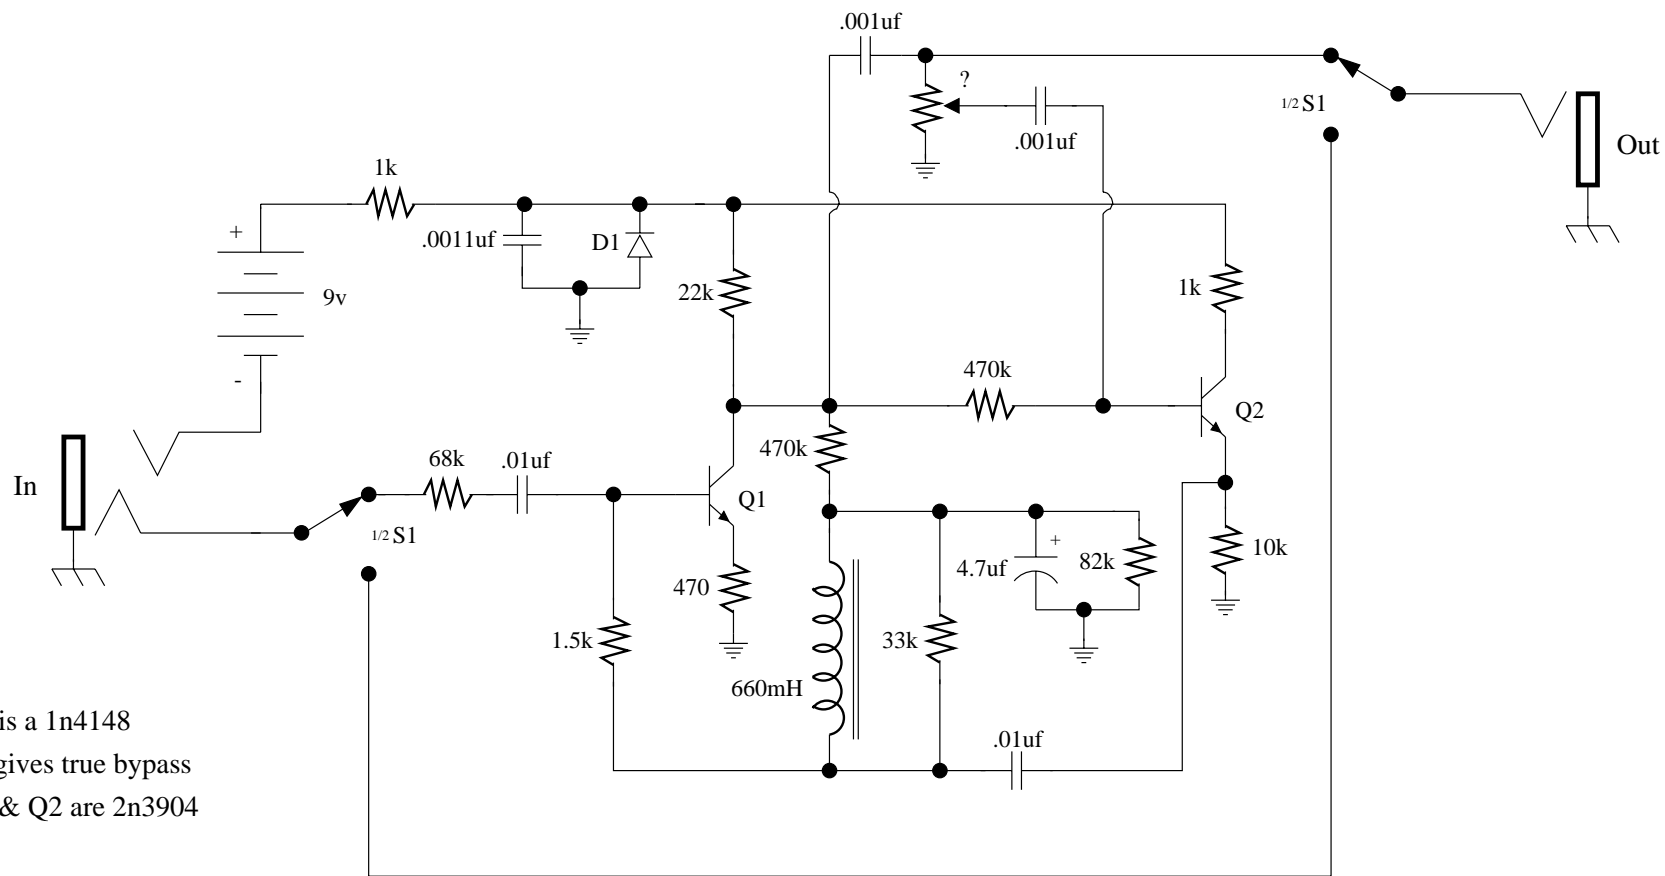 .001uf
?
1/2 S1
.001uf
Out
1k
+
.0011uf
D1
9v
22k
1k
-
470k
Q2
In
68k
.01uf
470k
Q1
1/2 S1
470
4.7uf
+
82k
10k
1.5k
33k
660mH
.01uf
is a 1n4148
gives true bypass
& Q2 are 2n3904